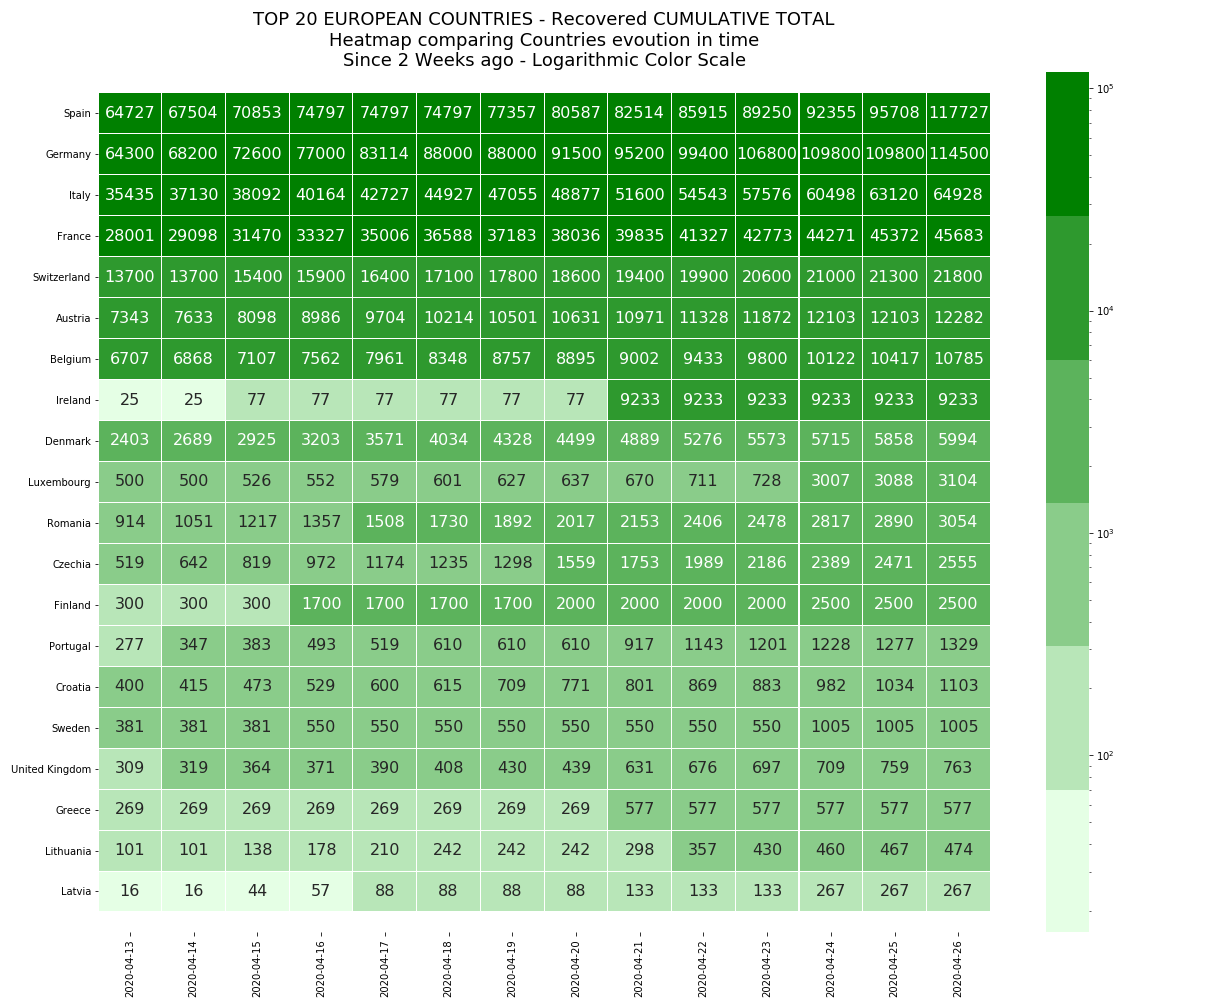 TOP 20 EUROPEAN COUNTRIES - Recovered CUMULATIVE TOTAL
Heatmap comparing Countries evoution in time
Since 2 Weeks ago - Logarithmic Color Scale
Spain 64727 67504 70853 74797 74797 74797 77357 80587 82514 85915 89250 92355 95708 117727
Germany 64300 68200 72600 77000 83114 88000 88000 91500 95200 99400 106800 109800 109800 114500
Italy 35435 37130 38092 40164 42727 44927 47055 48877 51600 54543 57576 60498 63120 64928
France 28001 29098 31470 33327 35006 36588 37183 38036 39835 41327 42773 44271 45372 45683
Switzerland 13700 13700 15400 15900 16400 17100 17800 18600 19400 19900 20600 21000 21300 21800
Austria 7343 7633 8098 8986 9704 10214 10501 10631 10971 11328 11872 12103 12103 12282
Belgium 6707 6868 7107 7562 7961 8348 8757 8895 9002 9433 9800 10122 10417 10785
Ireland 25 25 77 77 77 77 77 77 9233 9233 9233 9233 9233 9233
Denmark 2403 2689 2925 3203 3571 4034 4328 4499 4889 5276 5573 5715 5858 5994
Luxembourg 500 500 526 552 579 601 627 637 670 711 728 3007 3088 3104
Romania 914 1051 1217 1357 1508 1730 1892 2017 2153 2406 2478 2817 2890 3054
Czechia 519 642 819 972 1174 1235 1298 1559 1753 1989 2186 2389 2471 2555
Finland 300 300 300 1700 1700 1700 1700 2000 2000 2000 2000 2500 2500 2500
Portugal 277 347 383 493 519 610 610 610 917 1143 1201 1228 1277 1329
Croatia 400 415 473 529 600 615 709 771 801 869 883 982 1034 1103
Sweden 381 381 381 550 550 550 550 550 550 550 550 1005 1005 1005
United Kingdom 309 319 364 371 390 408 430 439 631 676 697 709 759 763
Greece 269 269 269 269 269 269 269 269 577 577 577 577 577 577
Lithuania 101 101 138 178 210 242 242 242 298 357 430 460 467 474
Latvia 16 16 44 57 88 88 88 88 133 133 133 267 267 267
2020-04-13 2020-04-14 2020-04-15 2020-04-16 2020-04-17 2020-04-18 2020-04-19 2020-04-20 2020-04-21 2020-04-22 2020-04-23 2020-04-24 2020-04-25 2020-04-26
10⁵
10⁴
10³
10²